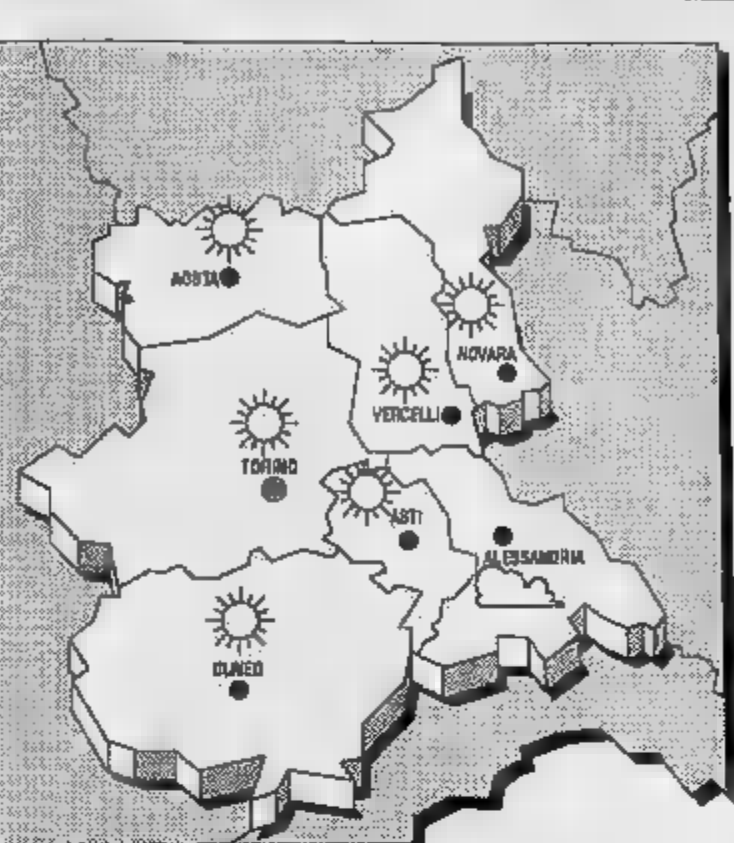 AOSTA
NOVARA
VERCELLI
TORINO
ASTI
ALESSANDRIA
CUNEO